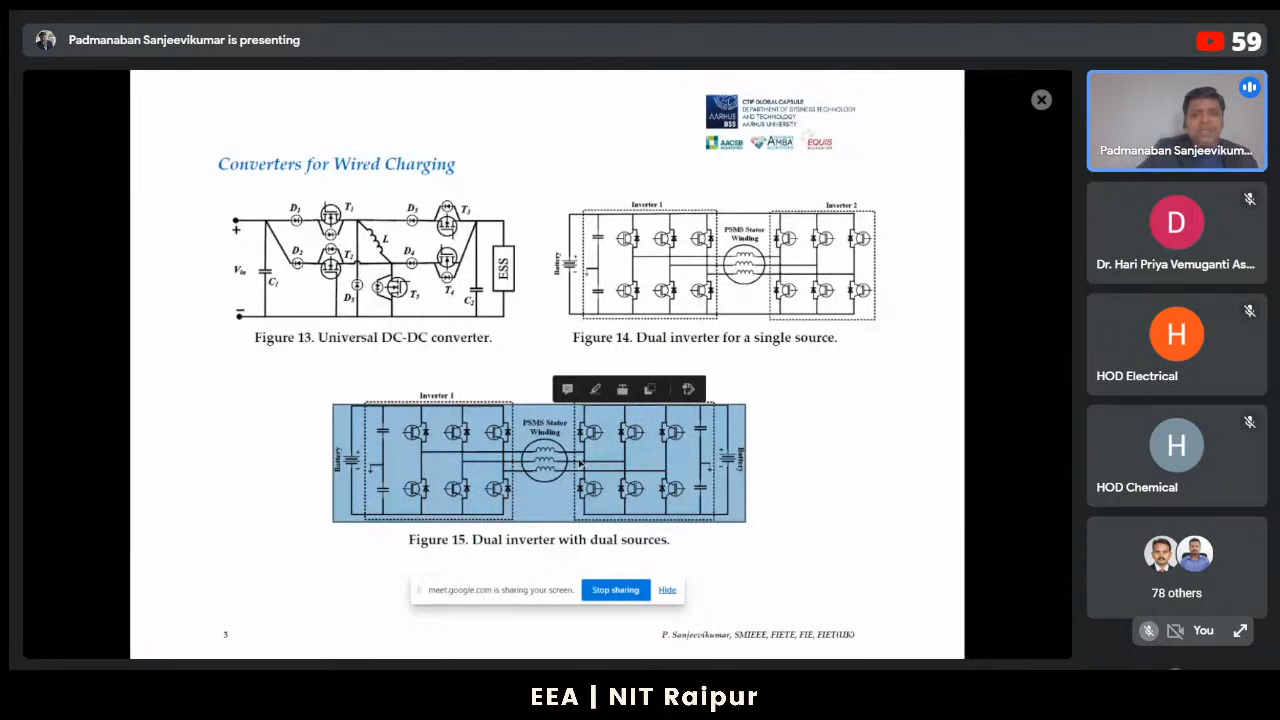 Padmanaban Sanjeevikumar is presenting
59
CTIF GLOBAL CAPSULE
DEPARTMENT OF BYSINESS TECHNOLOGY
AND TECHNOLOGY
AARHUS UNIVERSITY
AARHUS
BSS
AACSB
AMBA
EQUIS
Converters for Wired Charging
D1
T1
D3
T3
+
D2
T2
L
D4
T4
Vin
C1
D5
T5
C2
ESS
−
Figure 13. Universal DC-DC converter.
Inverter 1
Inverter 2
PSMS Stator
Winding
Battery
Figure 14. Dual inverter for a single source.
Inverter 1
PSMS Stator
Winding
Battery
Battery
Figure 15. Dual inverter with dual sources.
meet.google.com is sharing your screen.
Stop sharing
Hide
3
P. Sanjeevikumar, SMIEEE, FIETE, FIE, FIET(UK)
Padmanaban Sanjeevikum...
D
Dr. Hari Priya Vemuganti As...
H
HOD Electrical
H
HOD Chemical
78 others
You
EEA | NIT Raipur